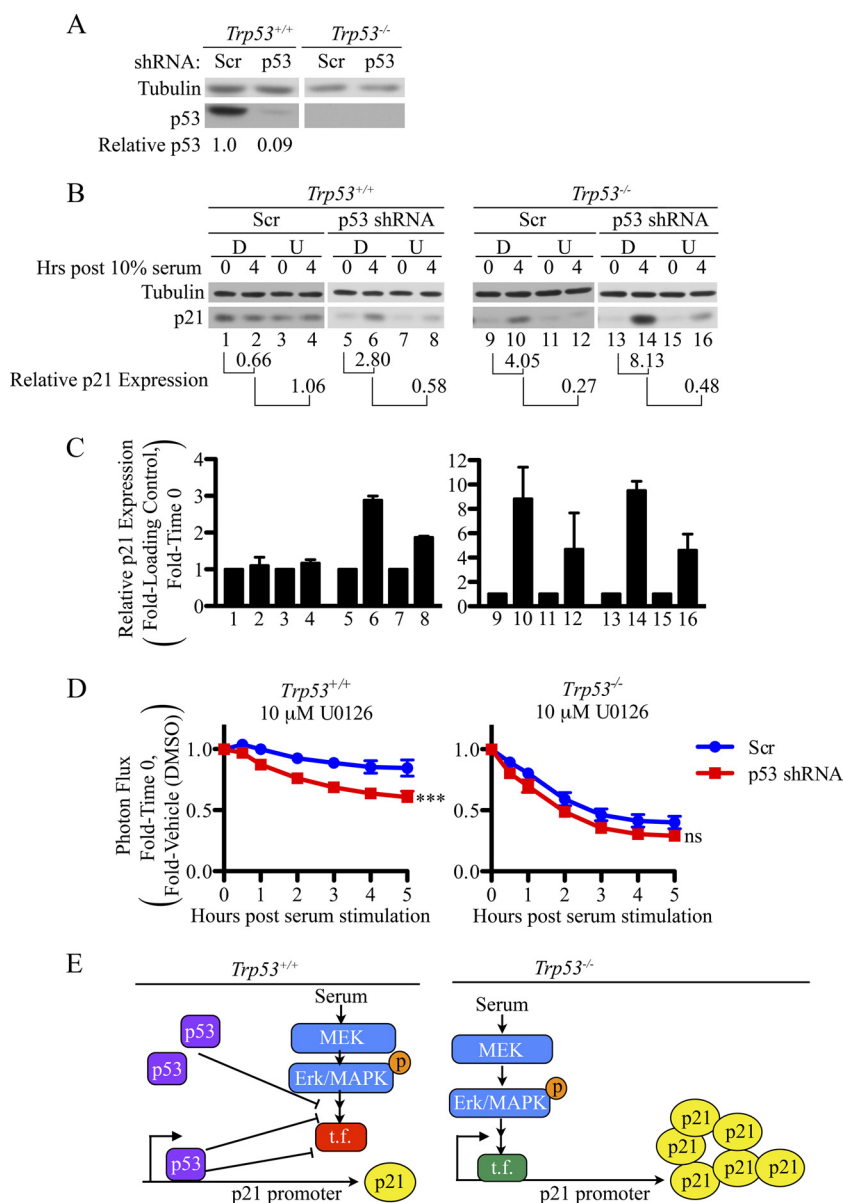 A
Trp53+/+ Trp53-/-
shRNA: Scr p53 Scr p53
Tubulin
p53
Relative p53 1.0 0.09
B
Trp53+/+ Trp53-/-
Scr p53 shRNA Scr p53 shRNA
D U D U D U D U
Hrs post 10% serum 0 4 0 4 0 4 0 4 0 4 0 4 0 4 0 4
Tubulin
p21
1 2 3 4 5 6 7 8 9 10 11 12 13 14 15 16
0.66 2.80 4.05 8.13
Relative p21 Expression 1.06 0.58 0.27 0.48
C
Relative p21 Expression
(Fold-Loading Control,
Fold-Time 0)
4
3
2
1
0
1 2 3 4 5 6 7 8
12
10
8
6
4
2
0
9 10 11 12 13 14 15 16
D
Trp53+/+
10 μM U0126
Trp53-/-
10 μM U0126
Photon Flux
(Fold-Time 0,
Fold-Vehicle (DMSO))
1.0
0.5
0.0
***
0 1 2 3 4 5
Hours post serum stimulation
1.0
0.5
0.0
ns
0 1 2 3 4 5
Hours post serum stimulation
Scr
p53 shRNA
E
Trp53+/+
Serum
p53
p53
MEK
Erk/MAPK
p
t.f.
p53
p21
p21 promoter
Trp53-/-
Serum
MEK
Erk/MAPK
p
t.f.
p21 promoter
p21
p21
p21
p21
p21
p21